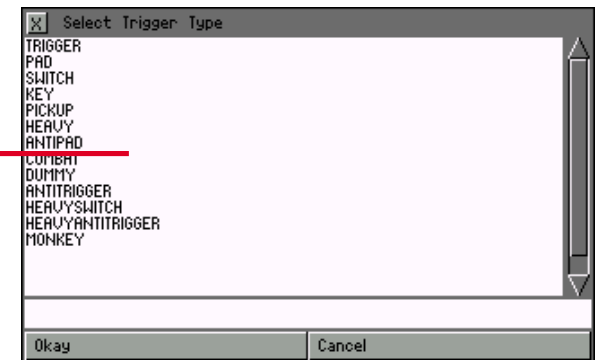 X Select Trigger Type
TRIGGER
PAD
SWITCH
KEY
PICKUP
HEAVY
ANTIPAD
COMBAT
DUMMY
ANTITRIGGER
HEAVYSWITCH
HEAVYANTITRIGGER
MONKEY
Okay Cancel